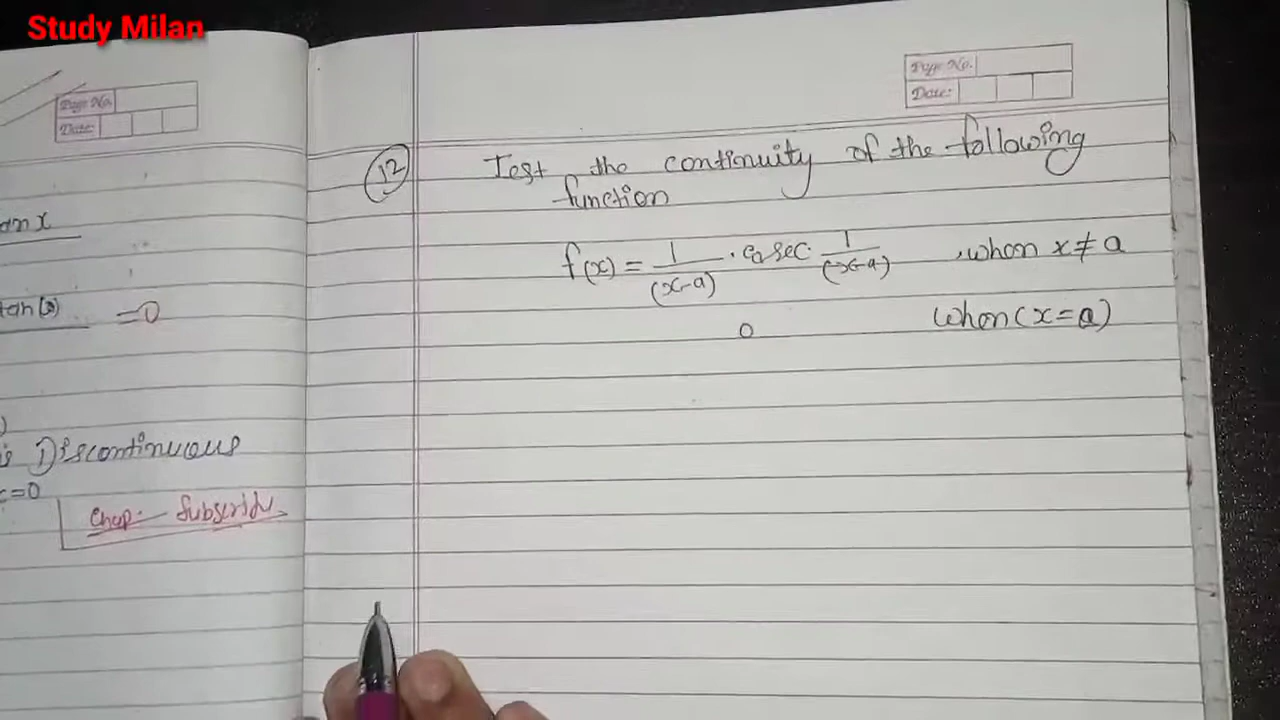 Study Milan
Page No.
Date:
tan x
tan(
=0
is Discontinuous
x=0
Chap:- Subscribe
Page No.
Date:
12 Test the continuity of the following
function
f(x) = 1/(x-a) · cosec 1/(x-a) , when x ≠ a
0 when (x=a)